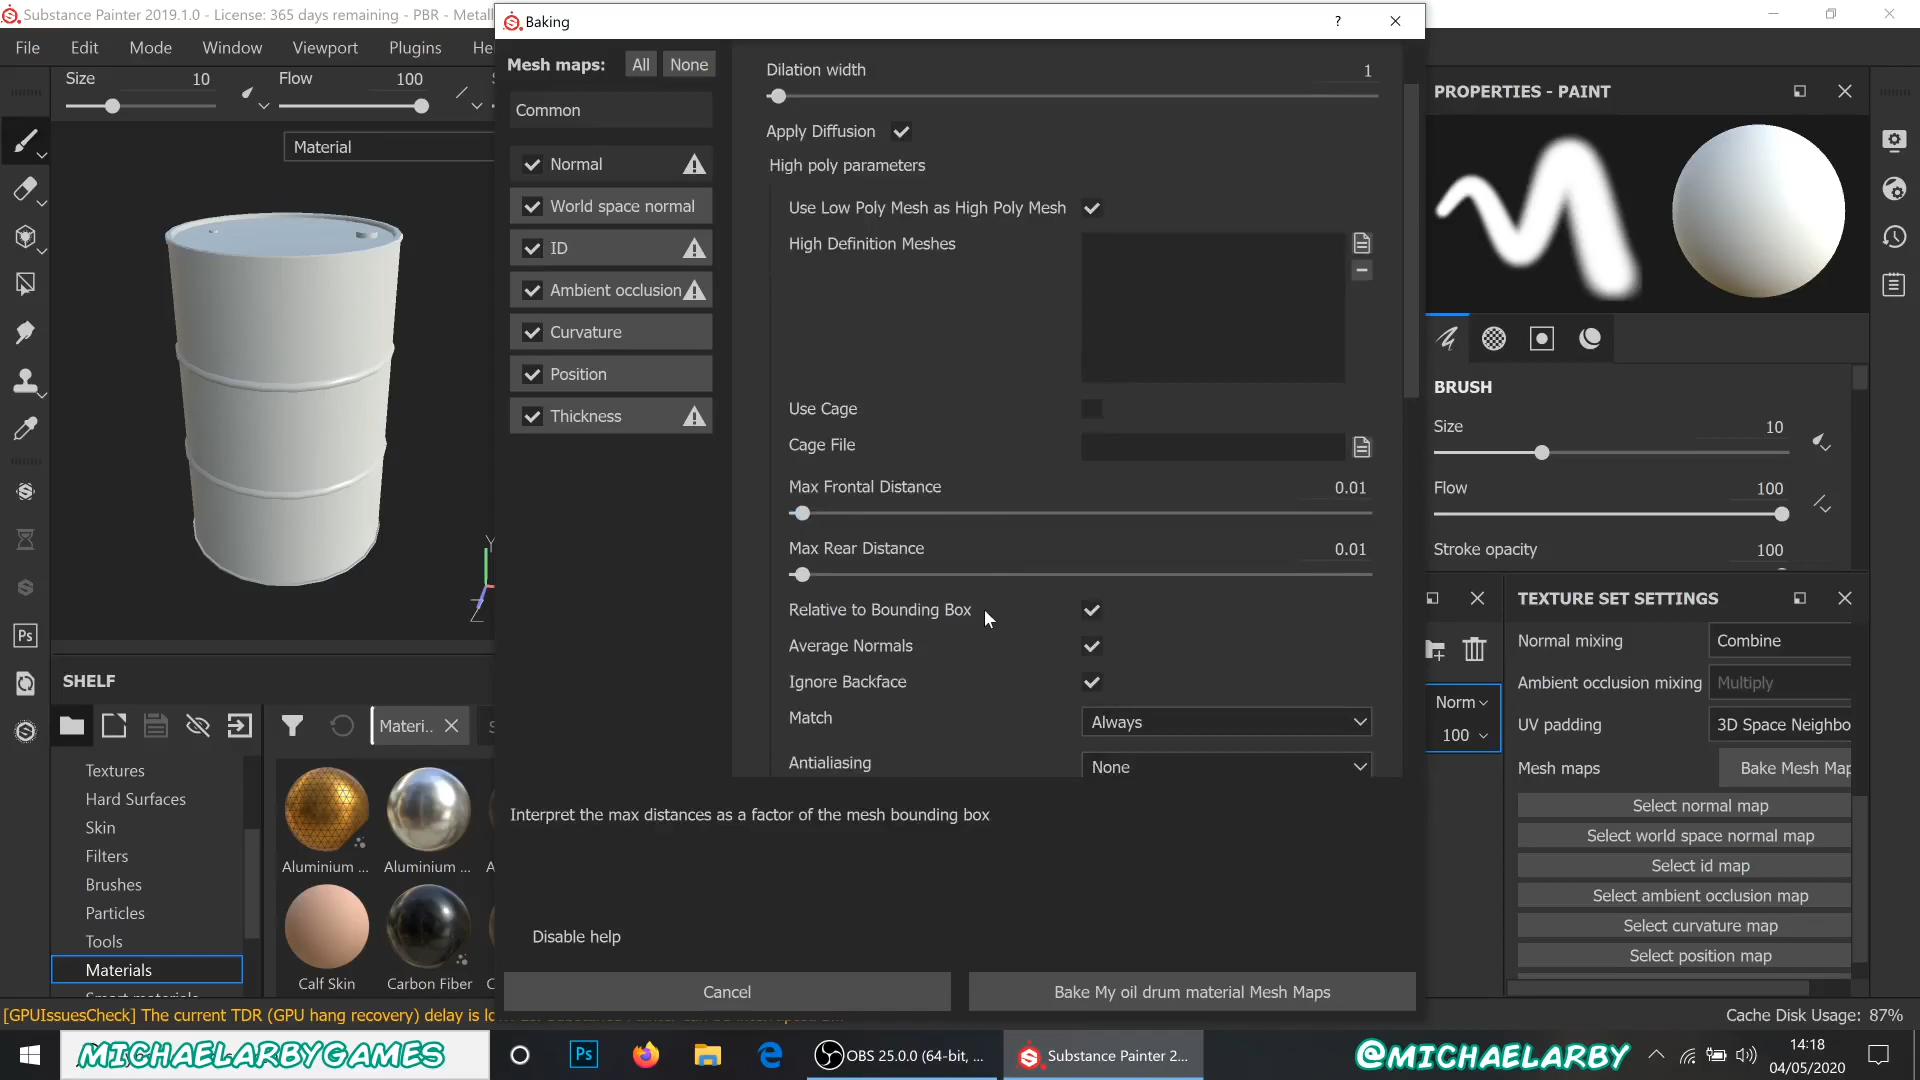 Substance Painter 2019.1.0 - License: 365 days remaining - PBR - Metall
Baking
?
File Edit Mode Window Viewport Plugins He
Size 10 Flow 100
Material
Mesh maps: All None
Common
Normal
World space normal
ID
Ambient occlusion
Curvature
Position
Thickness
Dilation width 1
Apply Diffusion
High poly parameters
Use Low Poly Mesh as High Poly Mesh
High Definition Meshes
Use Cage
Cage File
Max Frontal Distance 0.01
Max Rear Distance 0.01
Relative to Bounding Box
Average Normals
Ignore Backface
Match Always
Antialiasing None
Interpret the max distances as a factor of the mesh bounding box
Disable help
Cancel
Bake My oil drum material Mesh Maps
PROPERTIES - PAINT
BRUSH
Size 10
Flow 100
Stroke opacity 100
Norm
100
TEXTURE SET SETTINGS
Normal mixing Combine
Ambient occlusion mixing Multiply
UV padding 3D Space Neighbo
Mesh maps Bake Mesh Map
Select normal map
Select world space normal map
Select id map
Select ambient occlusion map
Select curvature map
Select position map
Y
Z
Ps
SHELF
Materi..
Textures
Hard Surfaces
Skin
Filters
Brushes
Particles
Tools
Materials
Aluminium ... Aluminium ...
Calf Skin Carbon Fiber
[GPUIssuesCheck] The current TDR (GPU hang recovery) delay is lo
Cache Disk Usage: 87%
MICHAELARBYGAMES
Ps
OBS 25.0.0 (64-bit, ...
Substance Painter 2...
@MICHAELARBY
14:18
04/05/2020